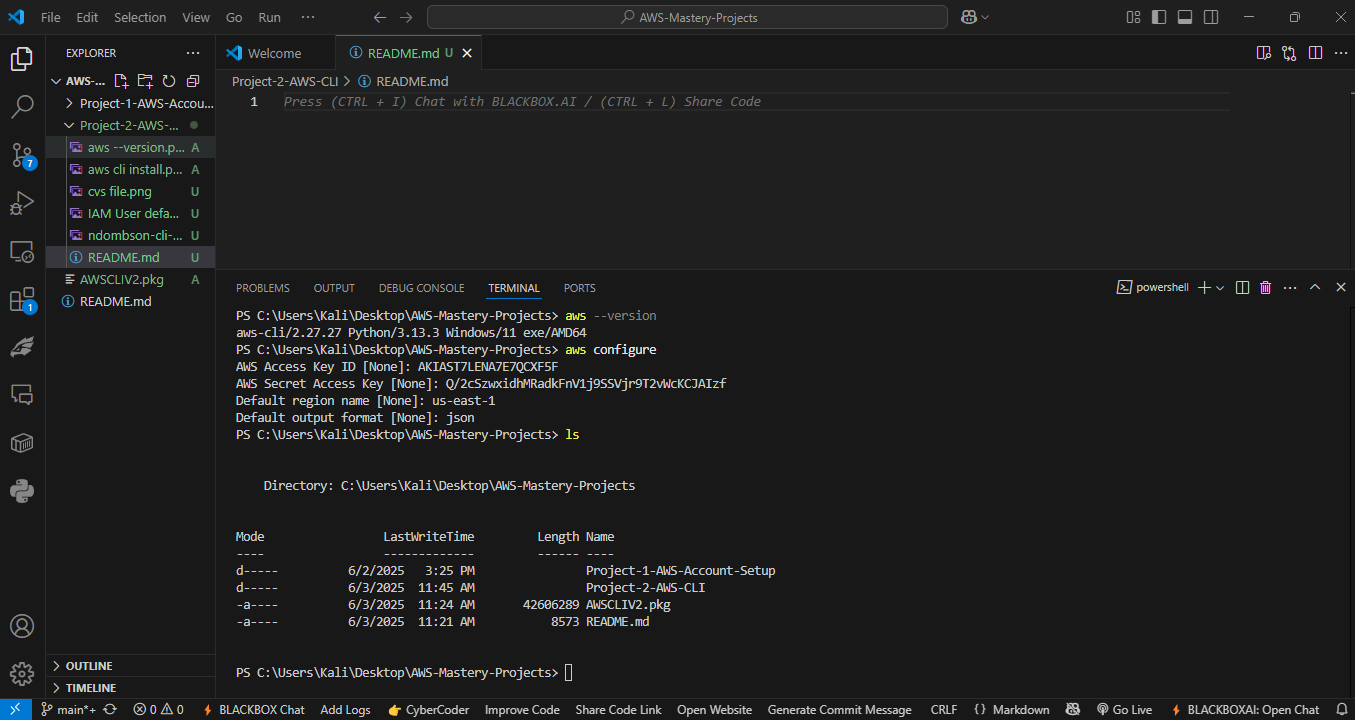 File Edit Selection View Go Run ··· AWS-Mastery-Projects
EXPLORER ···
Welcome
README.md U
AWS-...
Project-2-AWS-CLI > README.md
Project-1-AWS-Accou...
1 Press (CTRL + I) Chat with BLACKBOX.AI / (CTRL + L) Share Code
Project-2-AWS-...
aws --version.p... A
aws cli install.p... A
cvs file.png U
IAM User defa... U
ndombson-cli-... U
README.md U
AWSCLIV2.pkg A
README.md
7
1
PROBLEMS OUTPUT DEBUG CONSOLE TERMINAL PORTS powershell
PS C:\Users\Kali\Desktop\AWS-Mastery-Projects> aws --version
aws-cli/2.27.27 Python/3.13.3 Windows/11 exe/AMD64
PS C:\Users\Kali\Desktop\AWS-Mastery-Projects> aws configure
AWS Access Key ID [None]: AKIAST7LENA7E7QCXF5F
AWS Secret Access Key [None]: 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
Default region name [None]: us-east-1
Default output format [None]: json
PS C:\Users\Kali\Desktop\AWS-Mastery-Projects> ls
Directory: C:\Users\Kali\Desktop\AWS-Mastery-Projects
Mode LastWriteTime Length Name
---- ------------- ------ ----
d----- 6/2/2025 3:25 PM Project-1-AWS-Account-Setup
d----- 6/3/2025 11:45 AM Project-2-AWS-CLI
-a---- 6/3/2025 11:24 AM 42606289 AWSCLIV2.pkg
-a---- 6/3/2025 11:21 AM 8573 README.md
PS C:\Users\Kali\Desktop\AWS-Mastery-Projects>
OUTLINE
TIMELINE
main*+ 0 0 BLACKBOX Chat Add Logs CyberCoder Improve Code Share Code Link Open Website Generate Commit Message CRLF {} Markdown Go Live BLACKBOXAI: Open Chat